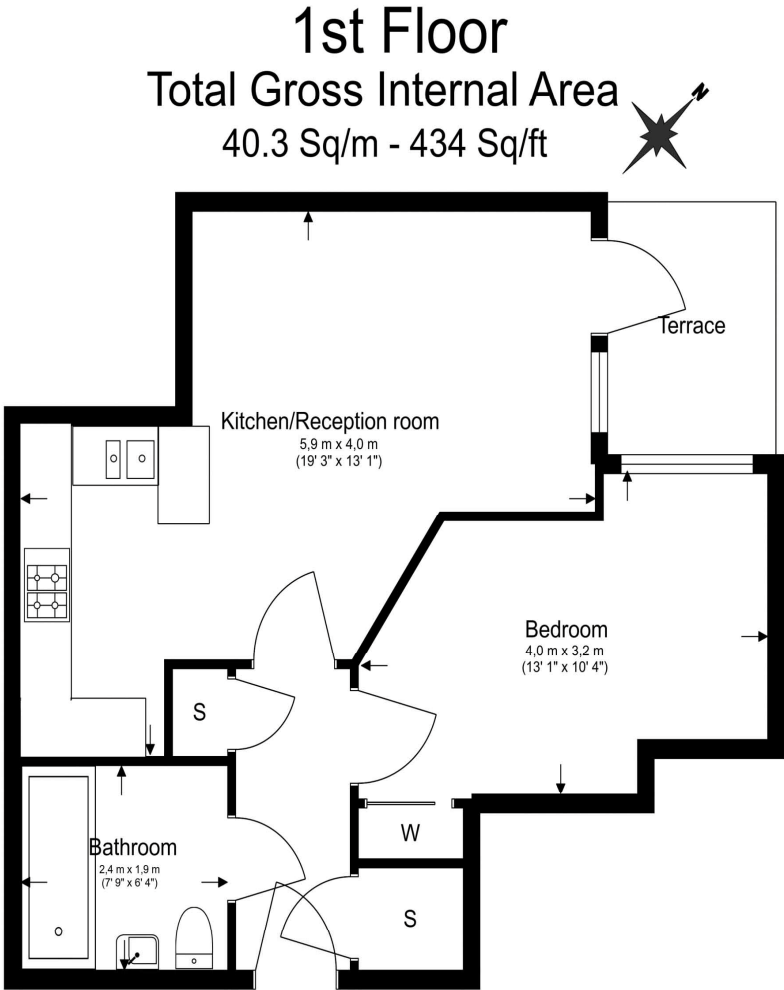 1st Floor
Total Gross Internal Area
40.3 Sq/m - 434 Sq/ft
N
Terrace
Kitchen/Reception room
5,9 m x 4,0 m
(19' 3" x 13' 1")
Bedroom
4,0 m x 3,2 m
(13' 1" x 10' 4")
S
W
Bathroom
2,4 m x 1,9 m
(7' 9" x 6' 4")
S